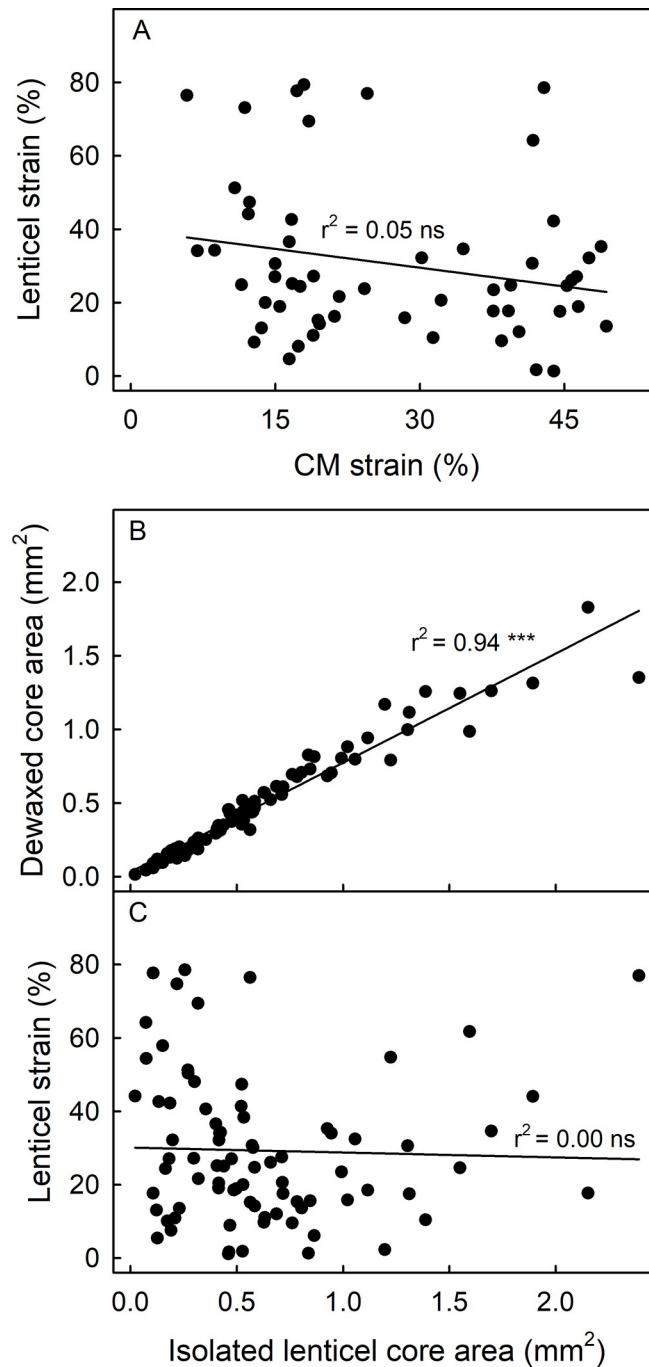 A
Lenticel strain (%)
80
60
40
20
0
r² = 0.05 ns
0 15 30 45
CM strain (%)
B
Dewaxed core area (mm²)
2.0
1.5
1.0
0.5
0.0
r² = 0.94 ***
C
Lenticel strain (%)
80
60
40
20
0
r² = 0.00 ns
0.0 0.5 1.0 1.5 2.0
Isolated lenticel core area (mm²)